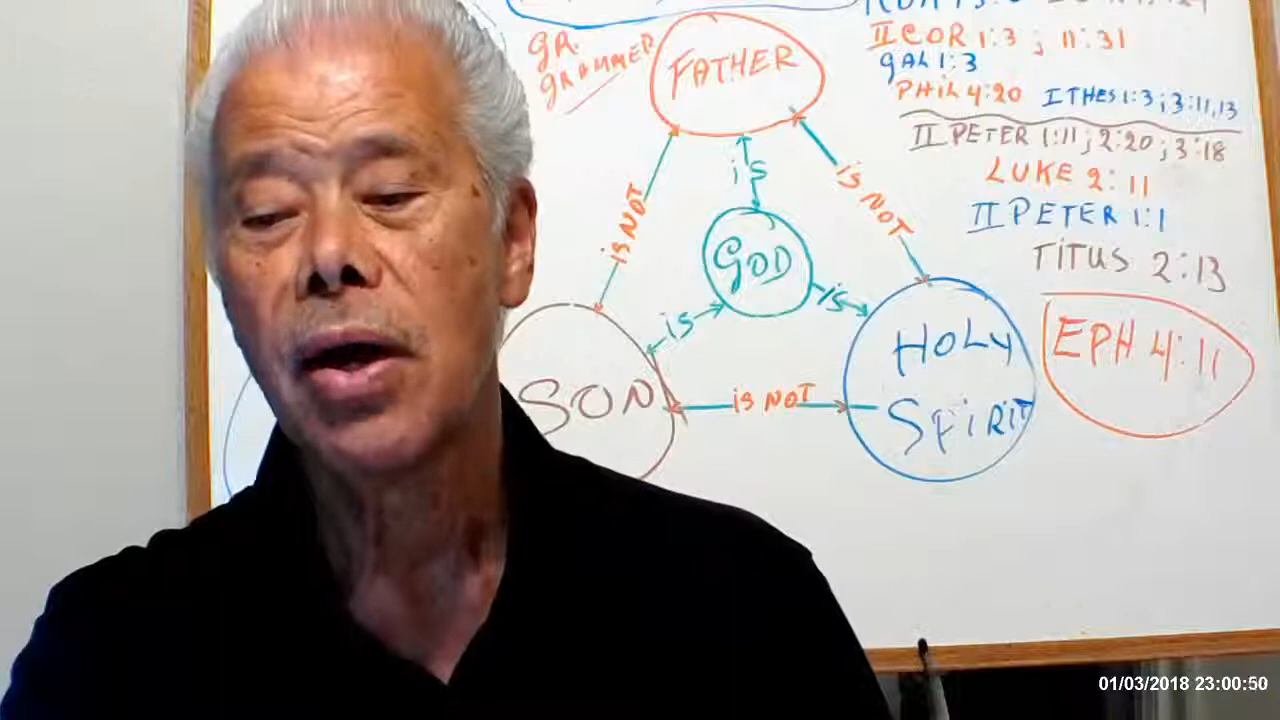 GR.
GRAMMER
FATHER
II COR 1:3 ; 11:31
GAL 1:3
PHIL 4:20 I THES 1:3 ; 3:11,13
II PETER 1:11 ; 2:20 ; 3:18
LUKE 2:11
II PETER 1:1
TITUS 2:13
EPH 4:11
is NOT
is
is NOT
GOD
is
is
SON
is NOT
HOLY
SPIRIT
01/03/2018 23:00:50